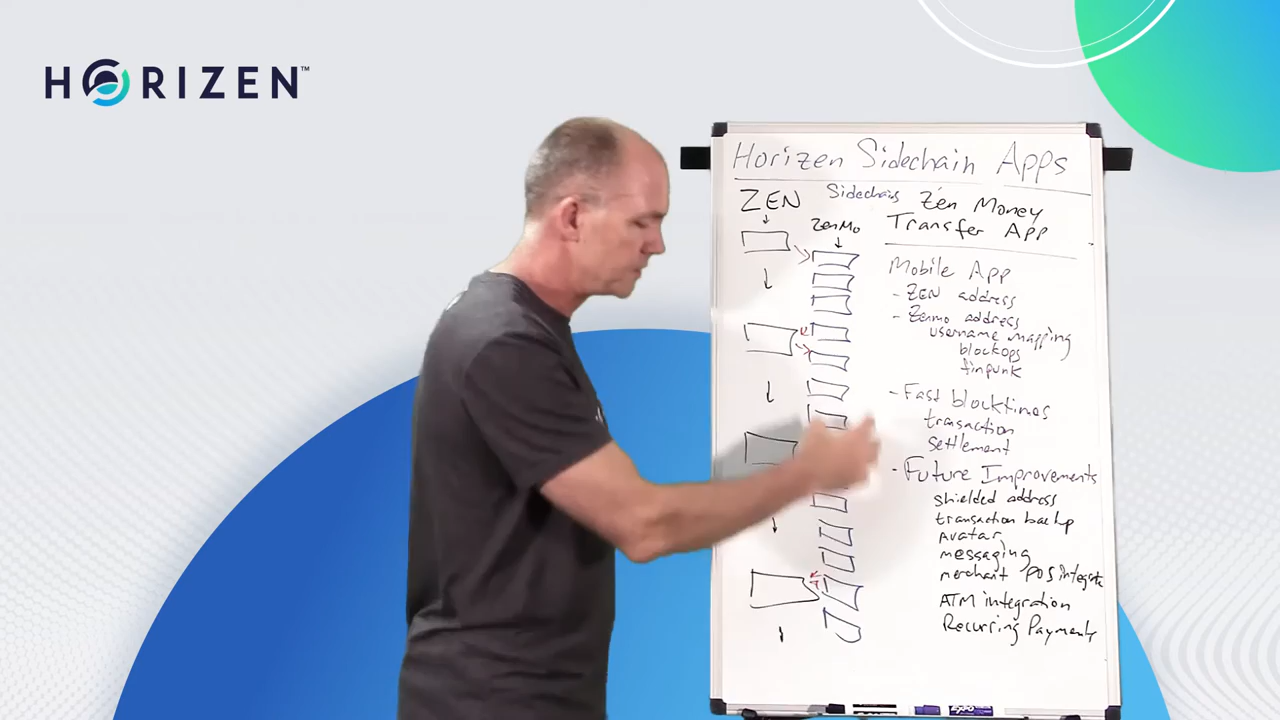 HORIZEN™
Horizen Sidechain Apps
ZEN
Sidechains
ZenMo
Zen Money
Transfer App
Mobile App
- ZEN address
- Zenmo address
username mapping
blockops
finpunk
- Fast blocktimes
transaction
settlement
- Future Improvements
shielded address
transaction backup
Avatar
messaging
merchant POS integrate
ATM integration
Recurring Payments
EXPO